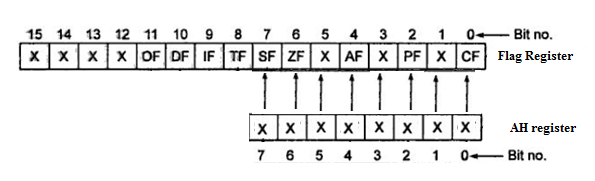 15 14 13 12 11 10 9 8 7 6 5 4 3 2 1 0 Bit no.
X X X X OF DF IF TF SF ZF X AF X PF X CF Flag Register
X X X X X X X X AH register
7 6 5 4 3 2 1 0 Bit no.